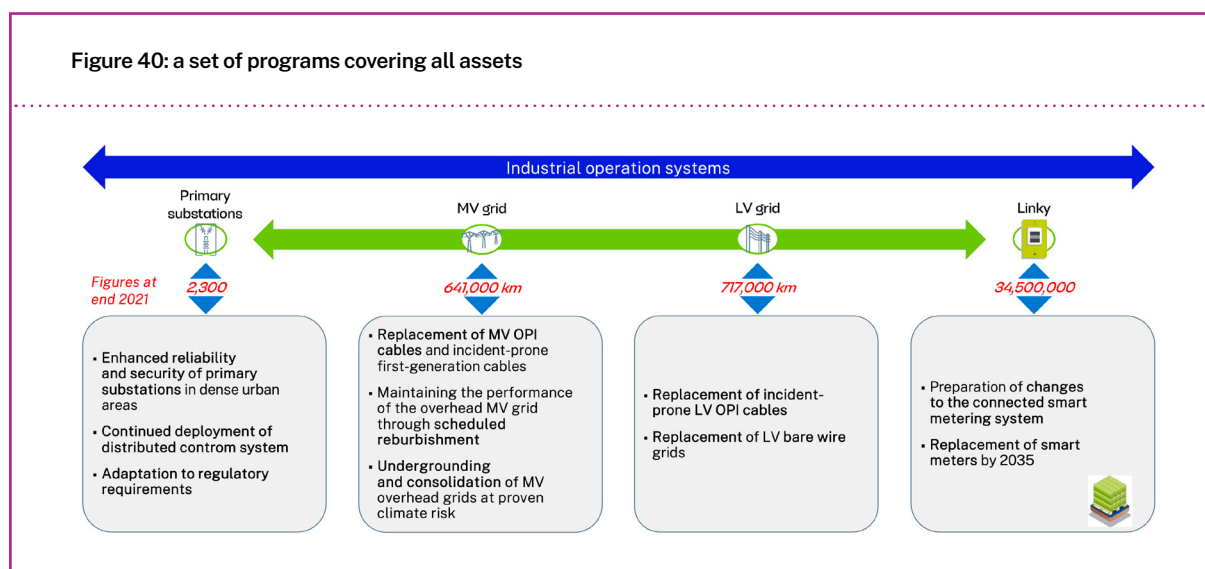 Figure 40: a set of programs covering all assets
Industrial operation systems
Primary
substations
MV grid
LV grid
Linky
Figures at
end 2021
2,300
641,000 km
717,000 km
34,500,000
▪ Enhanced reliability
and security of primary
substations in dense urban
areas
▪ Continued deployment of
distributed controm system
▪ Adaptation to regulatory
requirements
▪ Replacement of MV OPI
cables and incident-prone
first-generation cables
▪ Maintaining the performance
of the overhead MV grid
through scheduled
reburbishment
▪ Undergrounding
and consolidation of MV
overhead grids at proven
climate risk
▪ Replacement of incident-
prone LV OPI cables
▪ Replacement of LV bare wire
grids
▪ Preparation of changes
to the connected smart
metering system
▪ Replacement of smart
meters by 2035